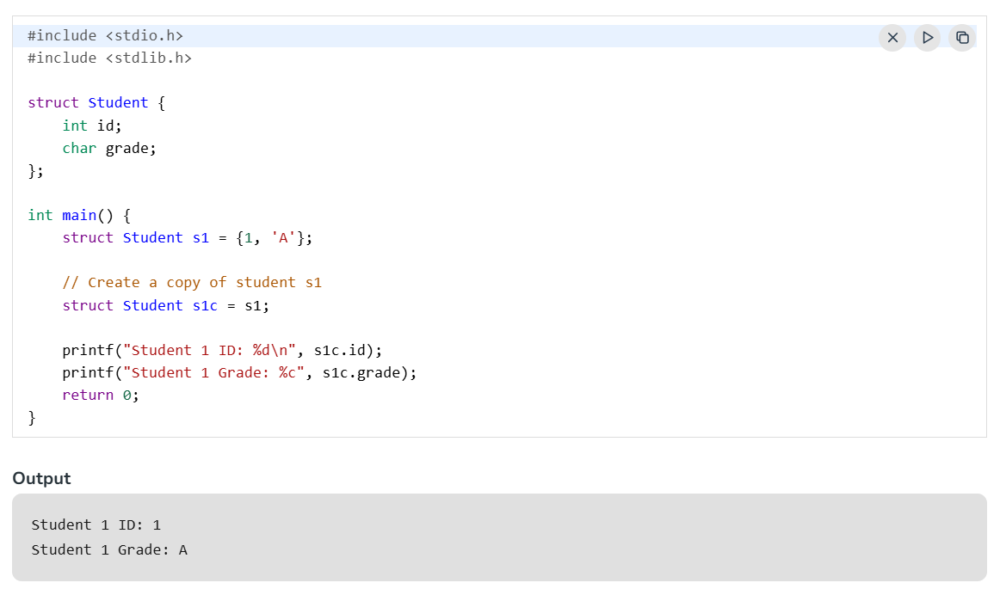 #include <stdio.h>
#include <stdlib.h>
struct Student {
    int id;
    char grade;
};
int main() {
    struct Student s1 = {1, 'A'};
    // Create a copy of student s1
    struct Student s1c = s1;
    printf("Student 1 ID: %d\n", s1c.id);
    printf("Student 1 Grade: %c", s1c.grade);
    return 0;
}
Output
Student 1 ID: 1
Student 1 Grade: A